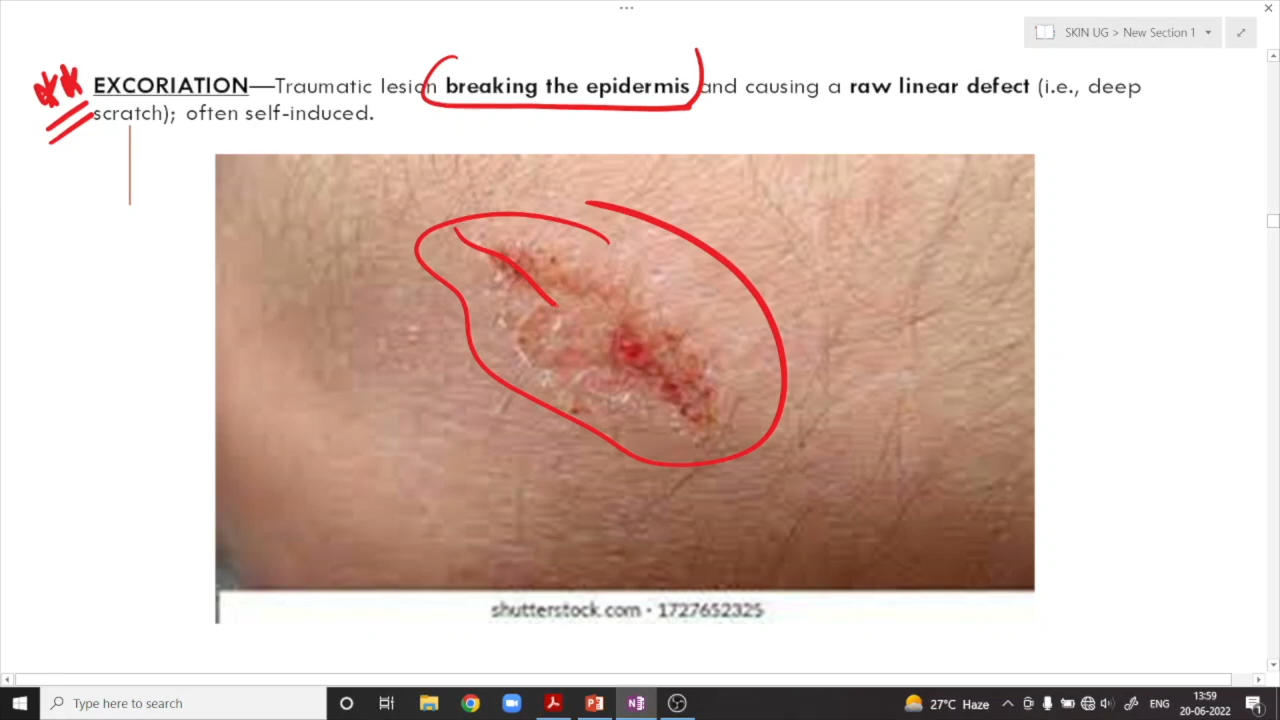 SKIN UG > New Section 1
EXCORIATION—Traumatic lesion breaking the epidermis and causing a raw linear defect (i.e., deep
scratch); often self-induced.
shutterstock.com · 1727652325
Type here to search
27°C Haze
ENG
13:59
20-06-2022
1